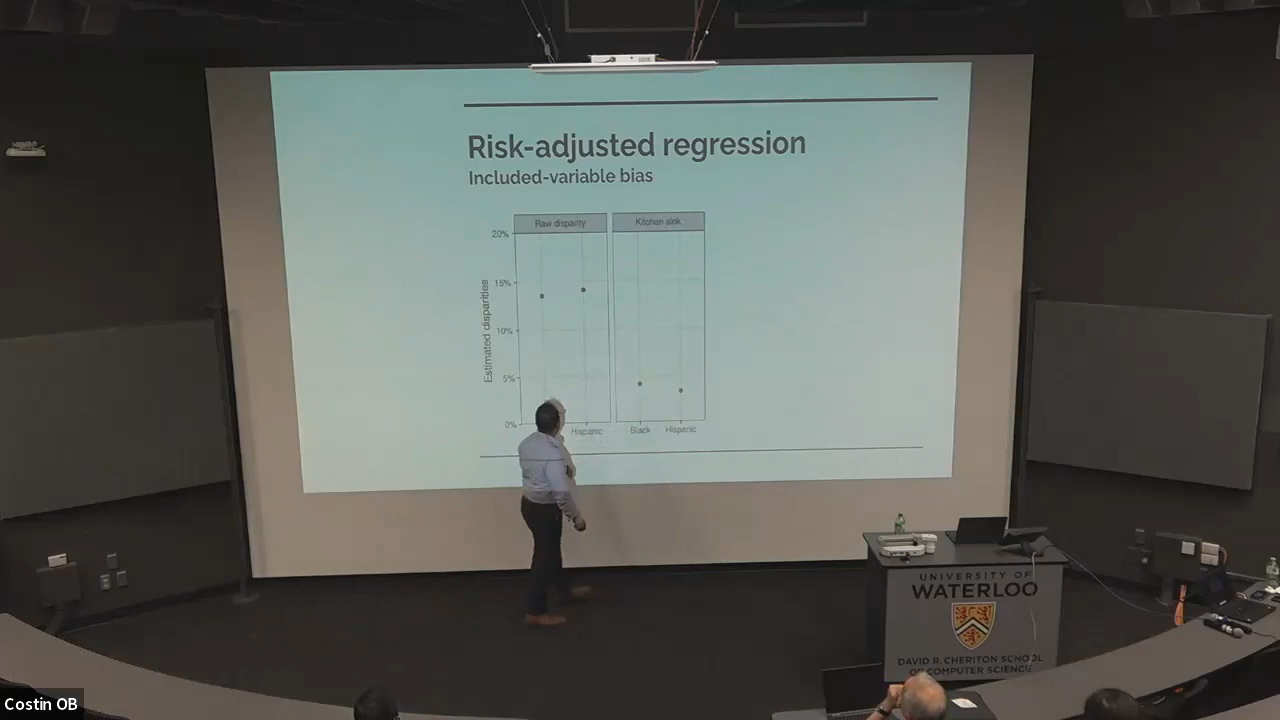 Risk-adjusted regression
Included-variable bias
Raw disparity
Kitchen sink
20%
15%
10%
5%
0%
Estimated disparities
Hispanic
Black
Hispanic
UNIVERSITY OF
WATERLOO
DAVID R. CHERITON SCHOOL
OF COMPUTER SCIENCE
Costin OB